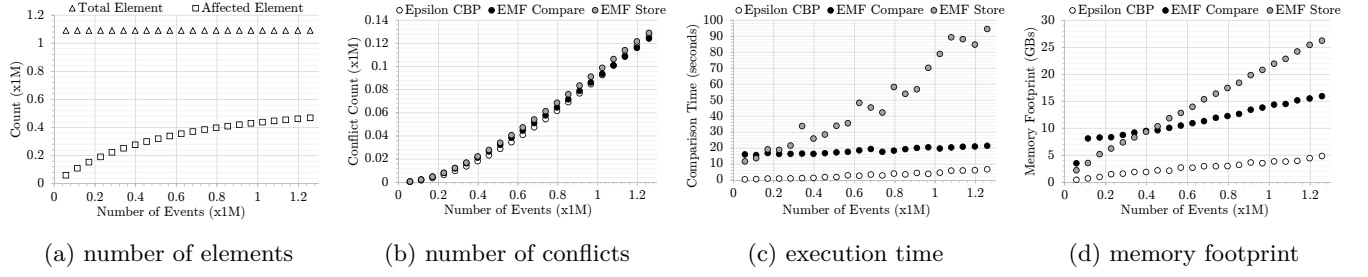 Total Element Affected Element
1.2
1
0.8
0.6
0.4
0.2
0
Count (x1M)
0 0.2 0.4 0.6 0.8 1 1.2
Number of Events (x1M)
(a) number of elements
Epsilon CBP EMF Compare EMF Store
0.14
0.12
0.1
0.08
0.06
0.04
0.02
0
Conflict Count (x1M)
0 0.2 0.4 0.6 0.8 1 1.2
Number of Events (x1M)
(b) number of conflicts
Epsilon CBP EMF Compare EMF Store
100
90
80
70
60
50
40
30
20
10
0
Comparison Time (seconds)
0 0.2 0.4 0.6 0.8 1 1.2
Number of Events (x1M)
(c) execution time
Epsilon CBP EMF Compare EMF Store
30
25
20
15
10
5
0
Memory Footprint (GBs)
0 0.2 0.4 0.6 0.8 1 1.2
Number of Events (x1M)
(d) memory footprint